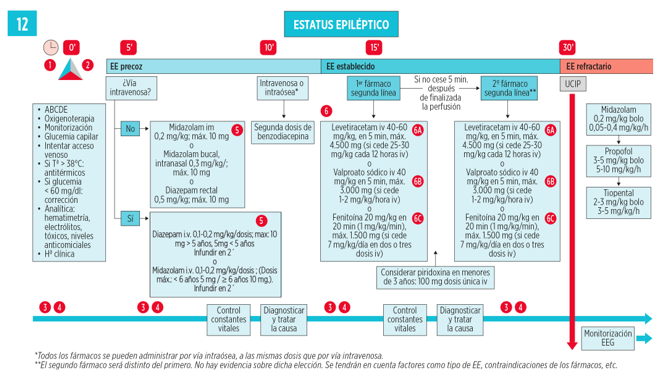 12
ESTATUS EPILÉPTICO
0'
5'
10'
15'
30'
1
2
EE precoz
EE establecido
EE refractario
¿Vía
intravenosa?
Intravenosa o
intraósea*
1er fármaco
segunda línea
Si no cese 5 min.
después de
finalizada
la perfusión
2º fármaco
segunda línea**
UCIP
• ABCDE
• Oxigenoterapia
• Monitorización
• Glucemia capilar
• Intentar acceso
venoso
• Si Tª > 38ºC:
antitérmicos
• Si glucemia
< 60 mg/dl:
corrección
• Analítica:
hematimetría,
electrólitos,
tóxicos, niveles
anticomiciales
• Hª clínica
No
Midazolam im
0,2 mg/kg; máx. 10 mg
o
Midazolam bucal,
intranasal 0,3 mg/kg/;
máx. 10 mg
o
Diazepam rectal
0,5 mg/kg; máx. 10 mg
5
Sí
Diazepam i.v. 0,1-0,2 mg/kg/dosis; max: 10
mg > 5 años, 5mg < 5 años
Infundir en 2´
o
Midazolam i.v. 0,1-0,2 mg/kg/dosis ; (Dosis
máx.: < 6 años 5 mg / ≥ 6 años 10 mg.).
Infundir en 2´
5
Segunda dosis de
benzodiacepina
6
Levetiracetam iv 40-60
mg/kg, en 5 min, máx.
4.500 mg (si cede 25-30
mg/kg cada 12 horas iv)
o
Valproato sódico iv 40
mg/kg en 5 min, máx.
3.000 mg (si cede
1-2 mg/kg/hora iv)
o
Fenitoína 20 mg/kg en
20 min (1 mg/kg/min),
máx. 1.500 mg (si cede
7 mg/kg/día en dos o tres
dosis iv)
6A
6B
6C
Levetiracetam iv 40-60
mg/kg, en 5 min, máx.
4.500 mg (si cede 25-30
mg/kg cada 12 horas iv)
o
Valproato sódico iv 40
mg/kg en 5 min, máx.
3.000 mg (si cede
1-2 mg/kg/hora iv)
o
Fenitoína 20 mg/kg en
20 min (1 mg/kg/min),
máx. 1.500 mg (si cede
7 mg/kg/día en dos o tres
dosis iv)
6A
6B
6C
Midazolam
0,2 mg/kg bolo
0,05-0,4 mg/kg/h
Propofol
3-5 mg/kg bolo
5-10 mg/kg/h
Tiopental
2-3 mg/kg bolo
3-5 mg/kg/h
Considerar piridoxina en menores
de 3 años: 100 mg dosis única iv
3 4
3 4
Control
constantes
vitales
Diagnosticar
y tratar
la causa
3 4
Control
constantes
vitales
Diagnosticar
y tratar
la causa
3 4
Monitorización
EEG
*Todos los fármacos se pueden administrar por vía intraósea, a las mismas dosis que por vía intravenosa.
**El segundo fármaco será distinto del primero. No hay evidencia sobre dicha elección. Se tendrán en cuenta factores como tipo de EE, contraindicaciones de los fármacos, etc.